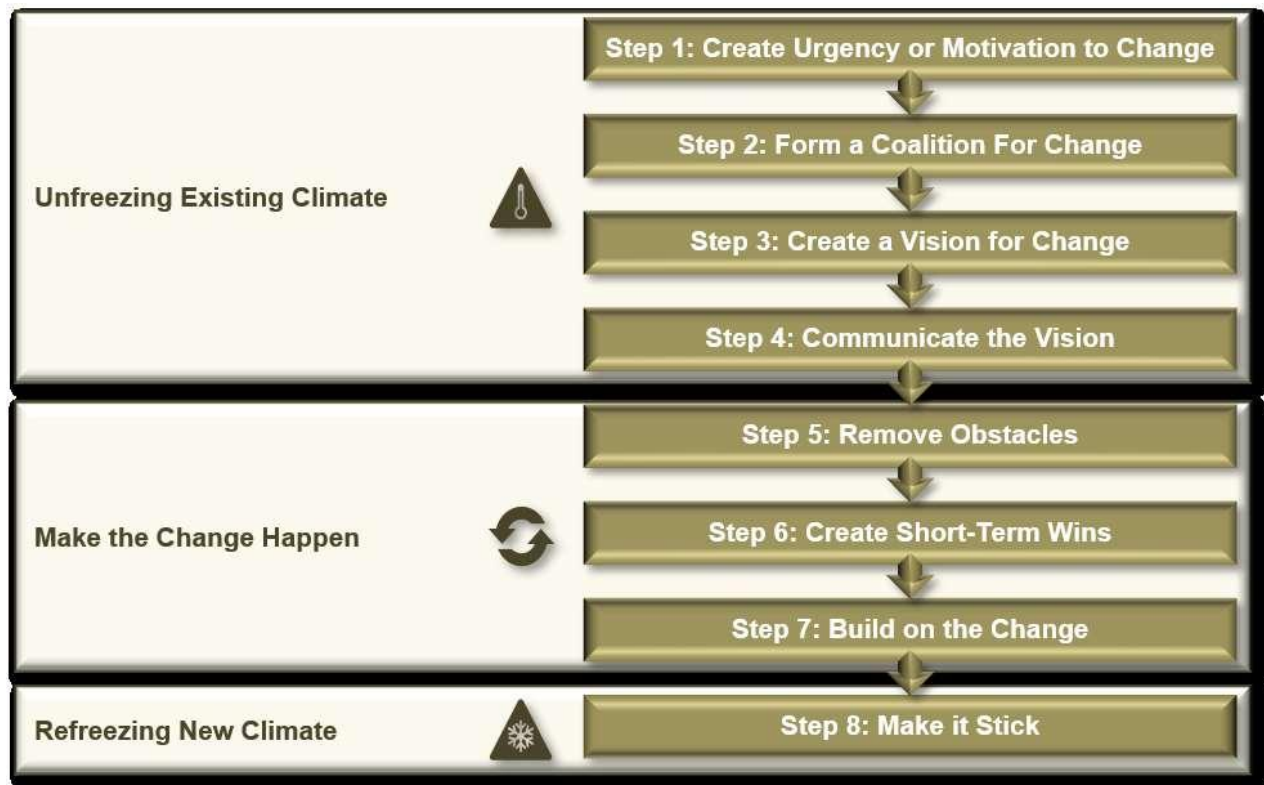 Unfreezing Existing Climate
Step 1: Create Urgency or Motivation to Change
Step 2: Form a Coalition For Change
Step 3: Create a Vision for Change
Step 4: Communicate the Vision
Make the Change Happen
Step 5: Remove Obstacles
Step 6: Create Short-Term Wins
Step 7: Build on the Change
Refreezing New Climate
Step 8: Make it Stick